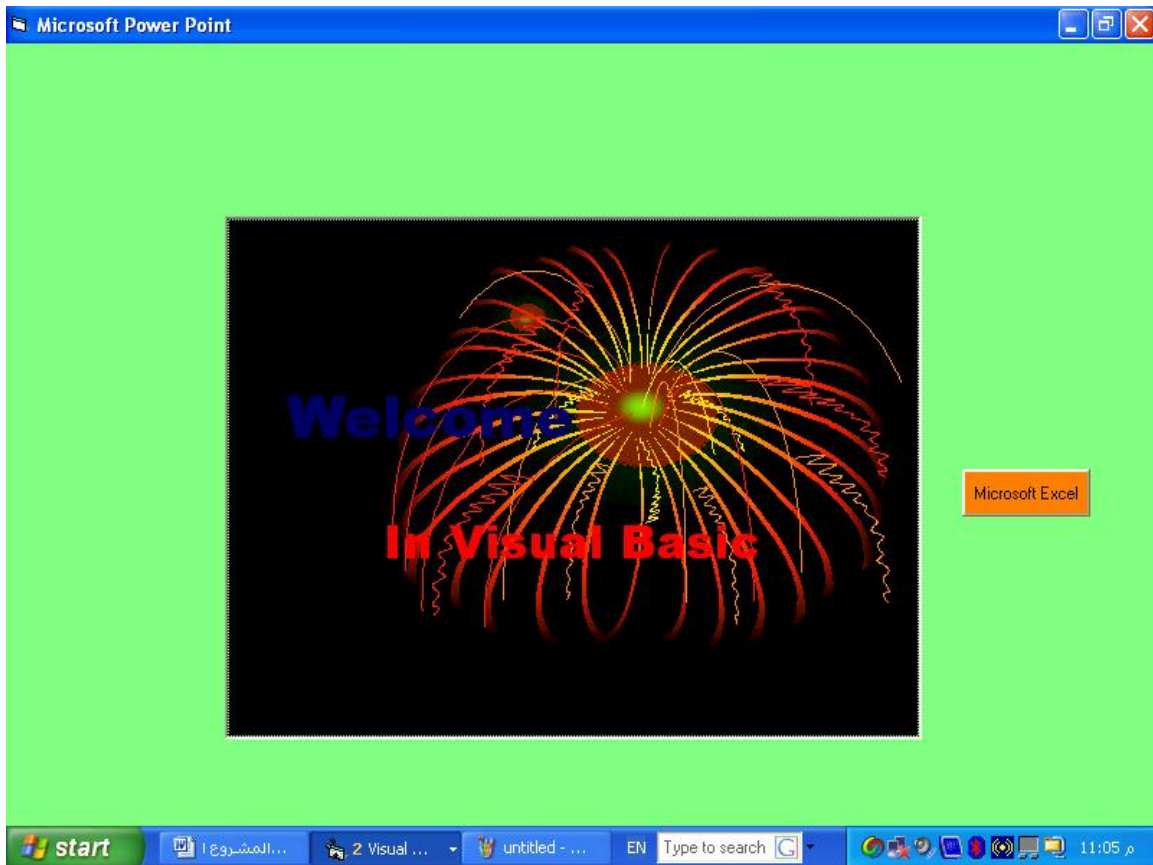 Microsoft Power Point
Welcome
In Visual Basic
Microsoft Excel
start
المشروع ا...
2 Visual ...
untitled - ...
EN
Type to search
11:05 م